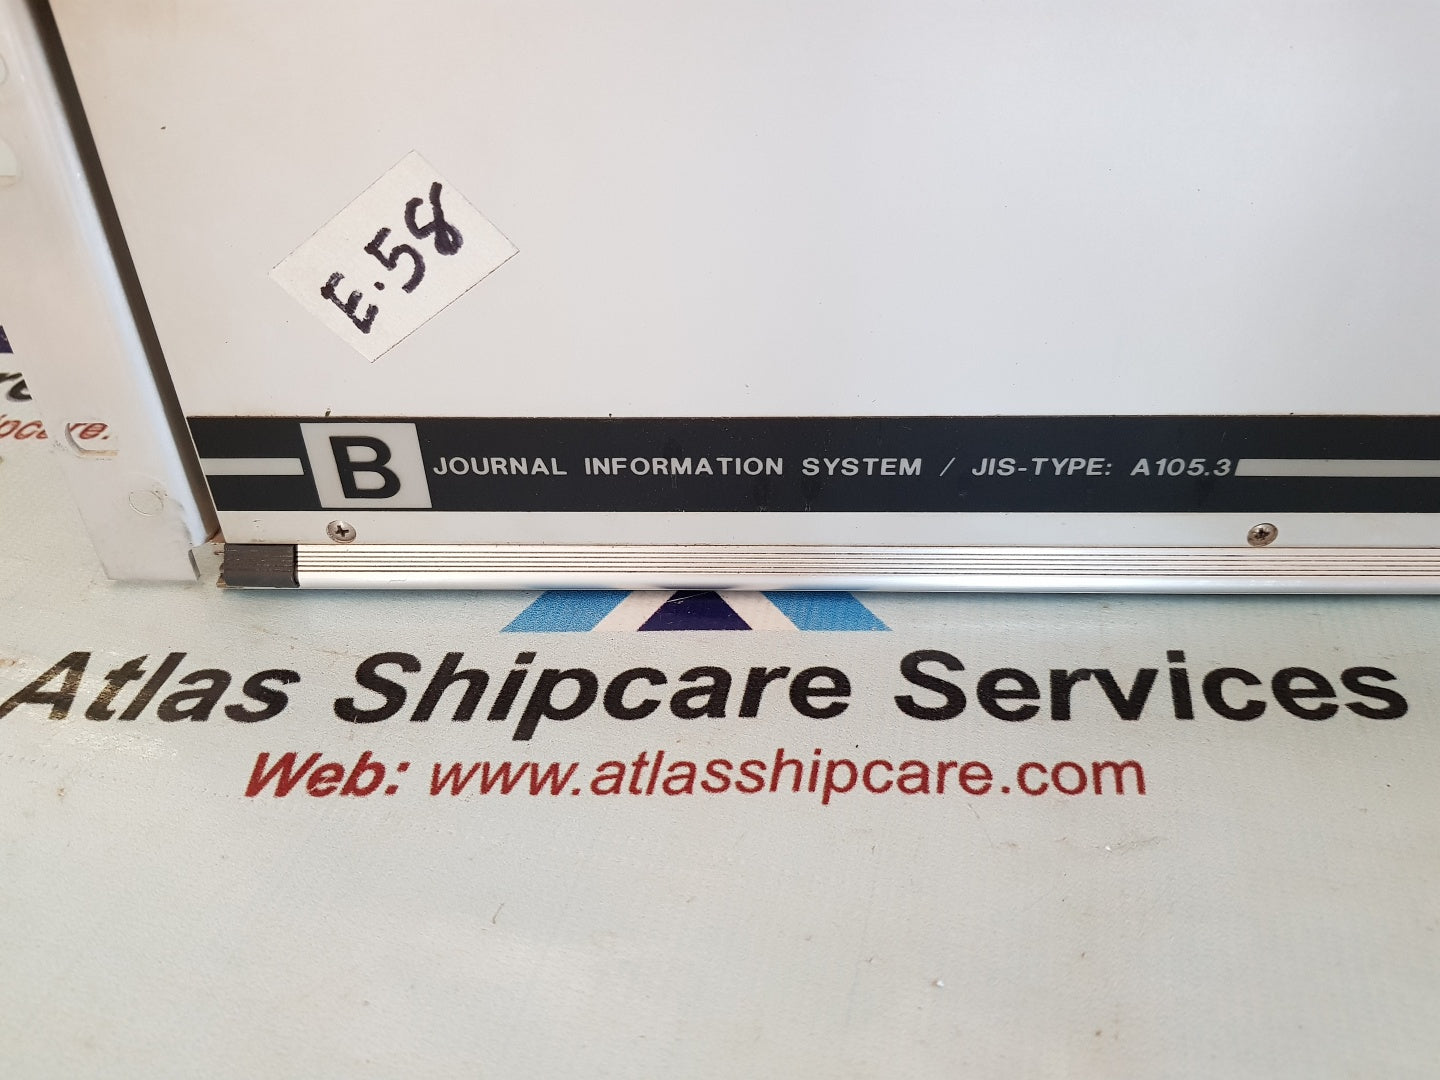 E.58
B JOURNAL INFORMATION SYSTEM / JIS-TYPE: A105.3
Atlas Shipcare Services
Web: www.atlasshipcare.com